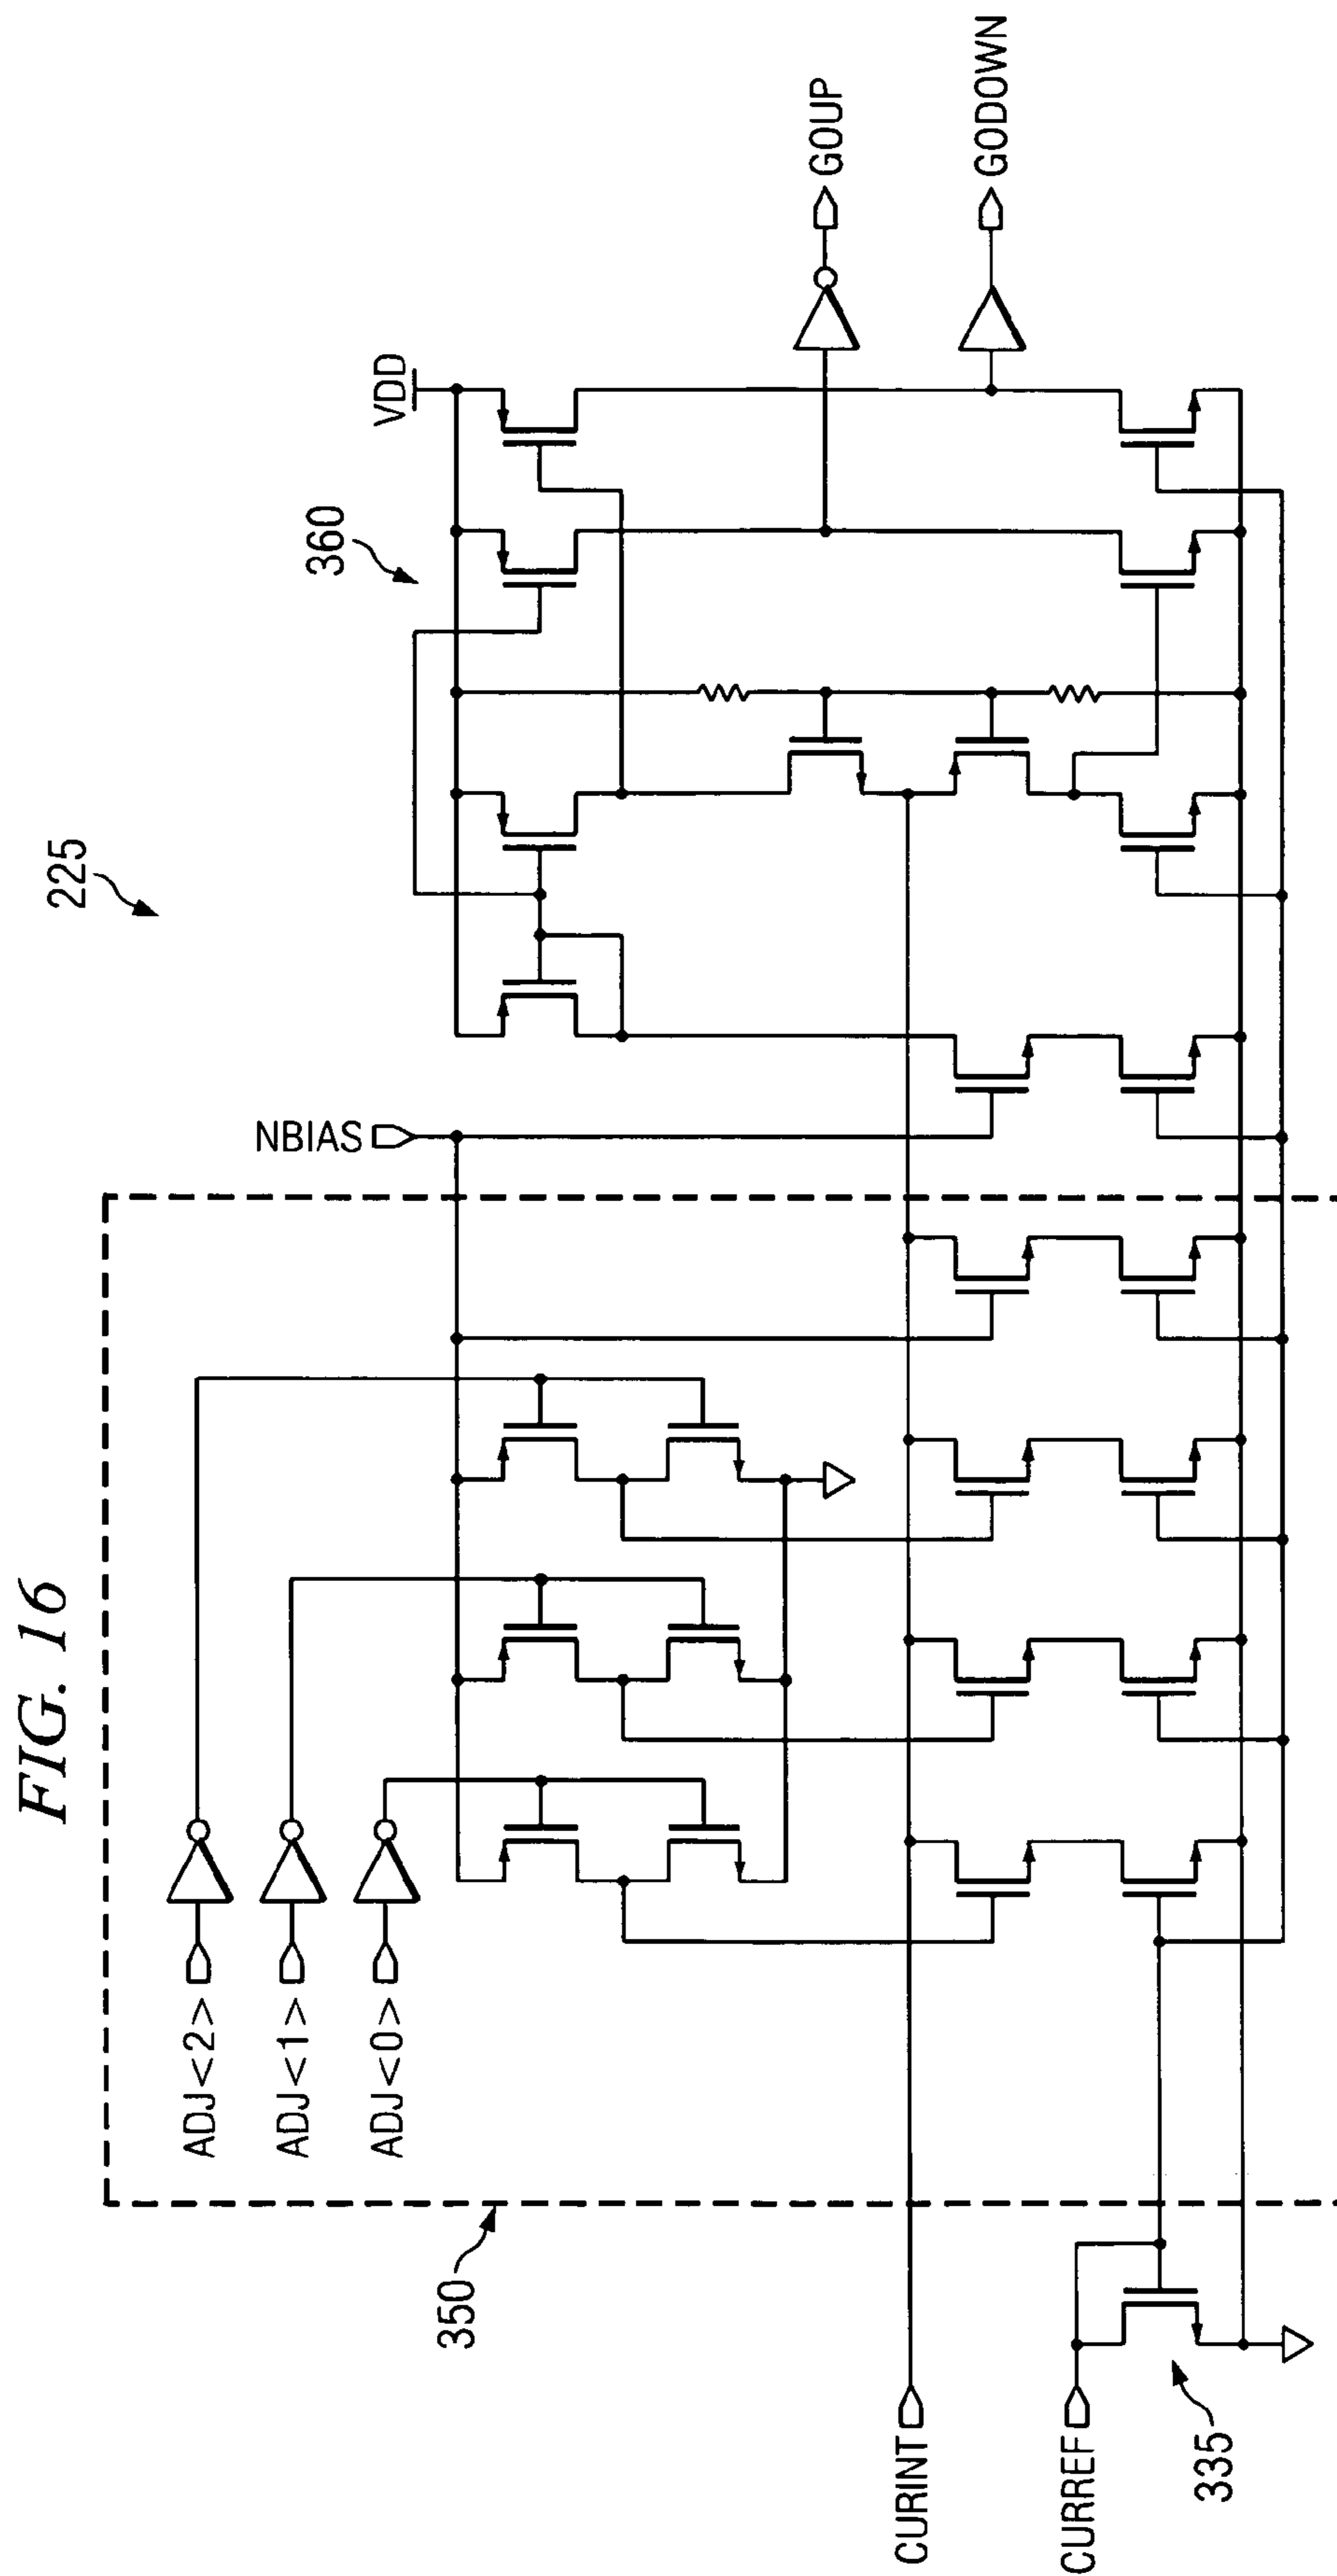 FIG. 16
225
350
ADJ<2>
ADJ<1>
ADJ<0>
NBIAS
VDD
360
GOUP
GODOWN
CURINT
CURREF
335